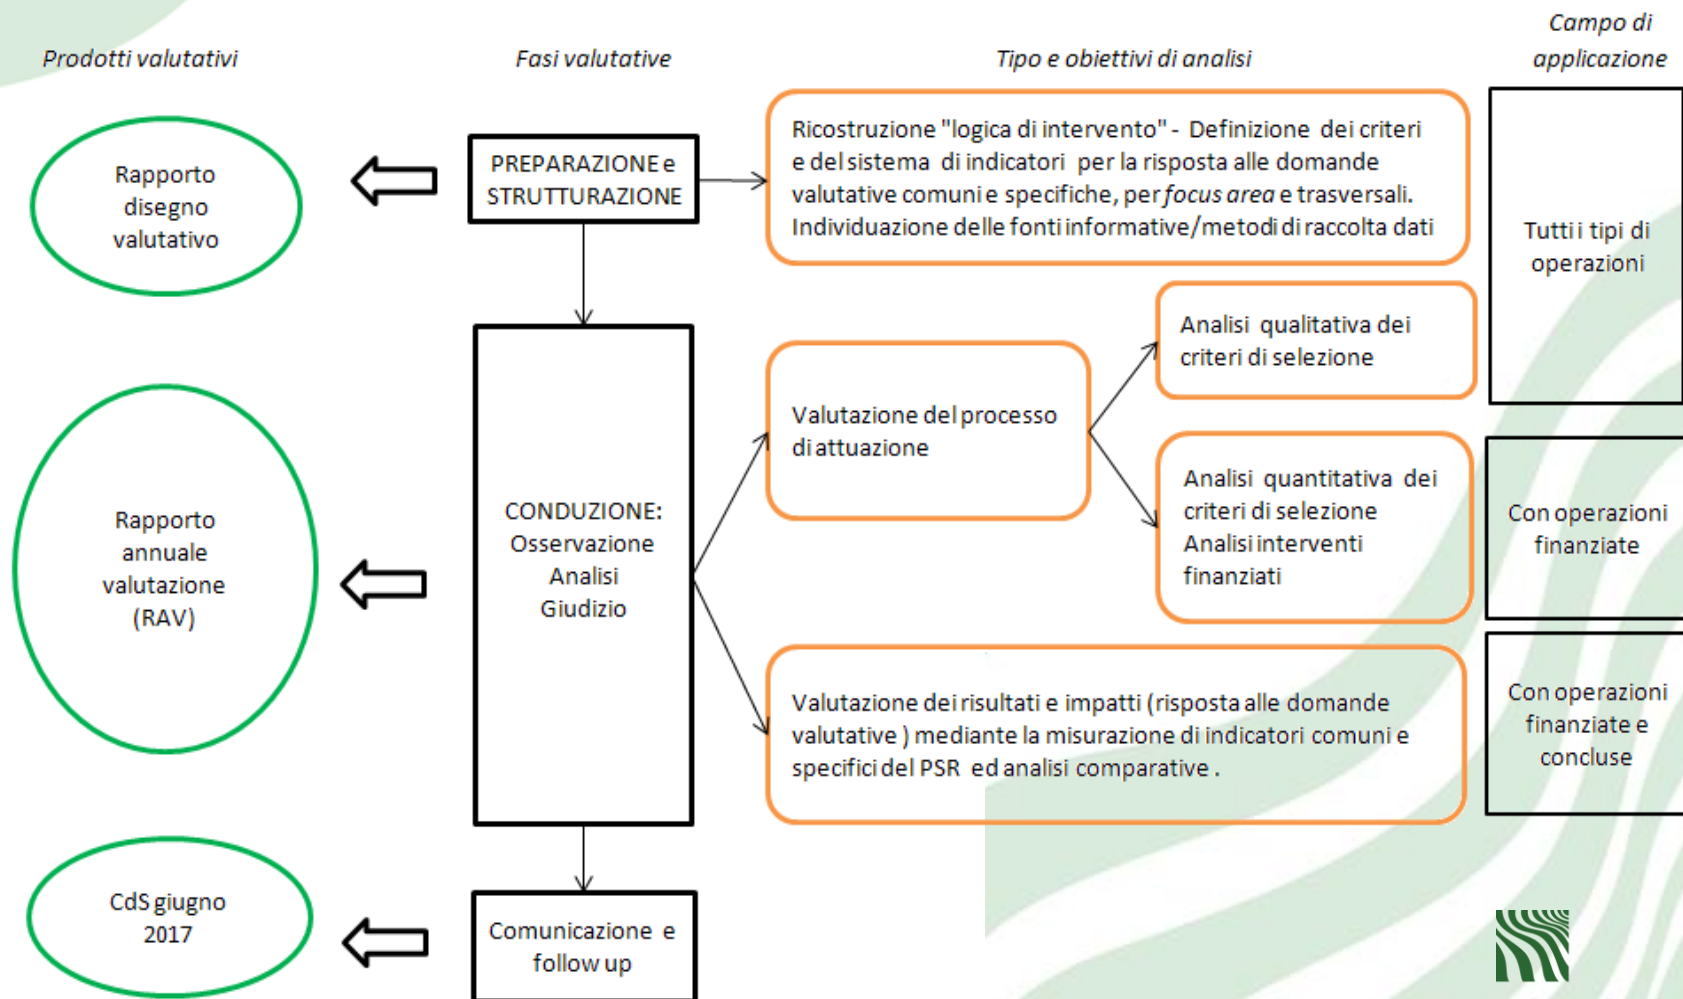 Prodotti valutativi
Fasi valutative
Tipo e obiettivi di analisi
Campo di
applicazione
Rapporto
disegno
valutativo
PREPARAZIONE e
STRUTTURAZIONE
Ricostruzione "logica di intervento" - Definizione dei criteri
e del sistema di indicatori per la risposta alle domande
valutative comuni e specifiche, per focus area e trasversali.
Individuazione delle fonti informative/metodi di raccolta dati
Tutti i tipi di
operazioni
Rapporto
annuale
valutazione
(RAV)
CONDUZIONE:
Osservazione
Analisi
Giudizio
Valutazione del processo
di attuazione
Analisi qualitativa dei
criteri di selezione
Analisi quantitativa dei
criteri di selezione
Analisi interventi
finanziati
Con operazioni
finanziate
Valutazione dei risultati e impatti (risposta alle domande
valutative ) mediante la misurazione di indicatori comuni e
specifici del PSR ed analisi comparative .
Con operazioni
finanziate e
concluse
CdS giugno
2017
Comunicazione e
follow up